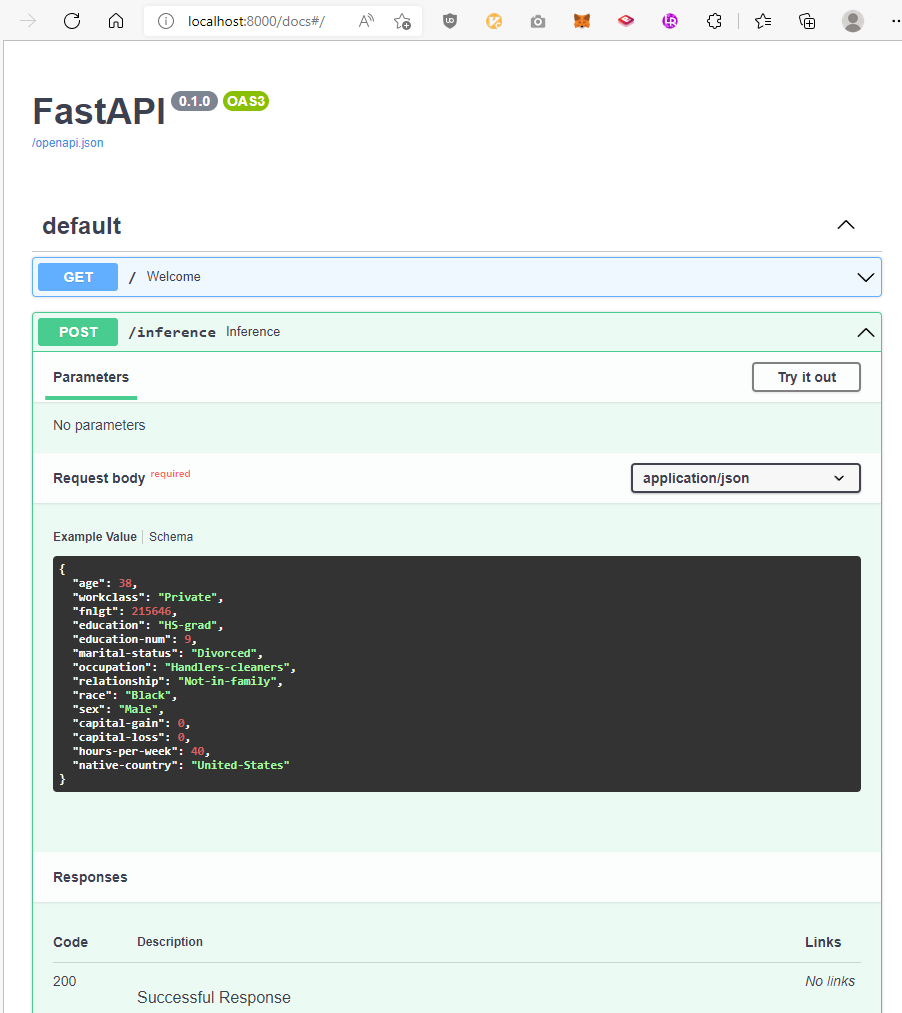 localhost:8000/docs#/
FastAPI 0.1.0 OAS3
/openapi.json
default
GET / Welcome
POST /inference Inference
Parameters Try it out
No parameters
Request body required application/json
Example Value Schema
{
"age": 38,
"workclass": "Private",
"fnlgt": 215646,
"education": "HS-grad",
"education-num": 9,
"marital-status": "Divorced",
"occupation": "Handlers-cleaners",
"relationship": "Not-in-family",
"race": "Black",
"sex": "Male",
"capital-gain": 0,
"capital-loss": 0,
"hours-per-week": 40,
"native-country": "United-States"
}
Responses
Code Description Links
200 No links
Successful Response